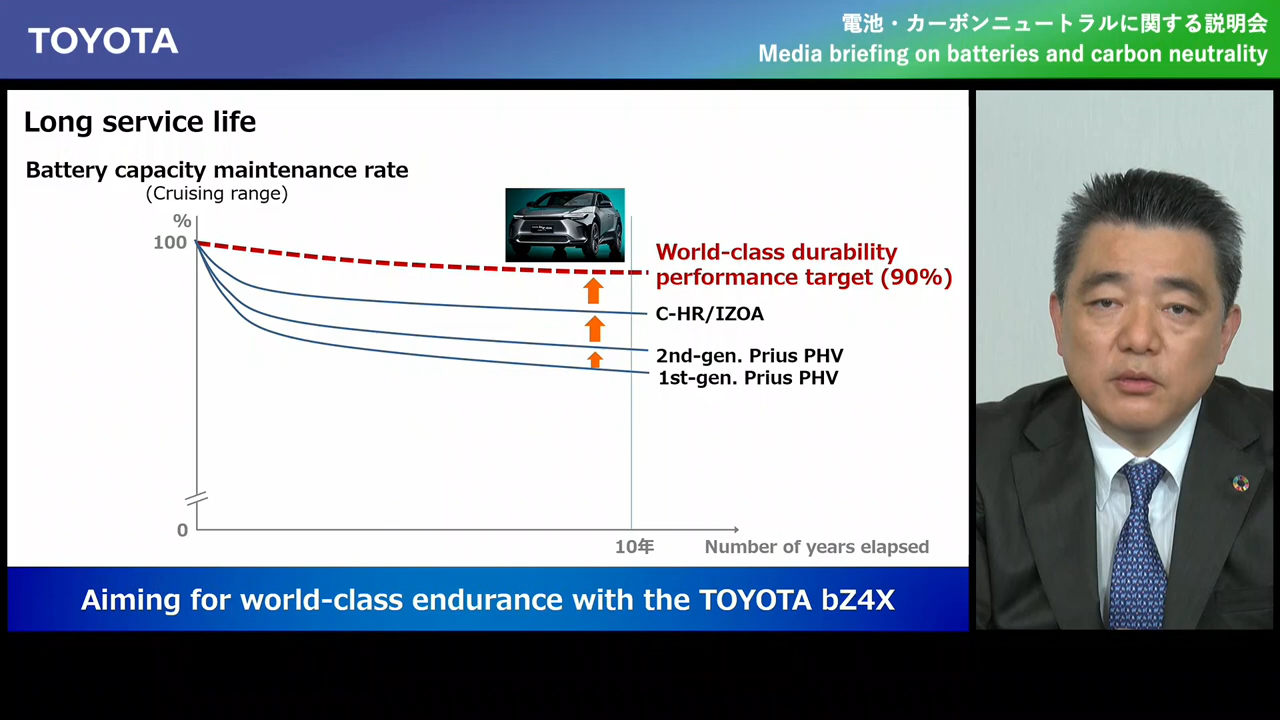 TOYOTA
電池・カーボンニュートラルに関する説明会
Media briefing on batteries and carbon neutrality
Long service life
Battery capacity maintenance rate
(Cruising range)
%
100
World-class durability
performance target (90%)
C-HR/IZOA
2nd-gen. Prius PHV
1st-gen. Prius PHV
0
10年
Number of years elapsed
Aiming for world-class endurance with the TOYOTA bZ4X